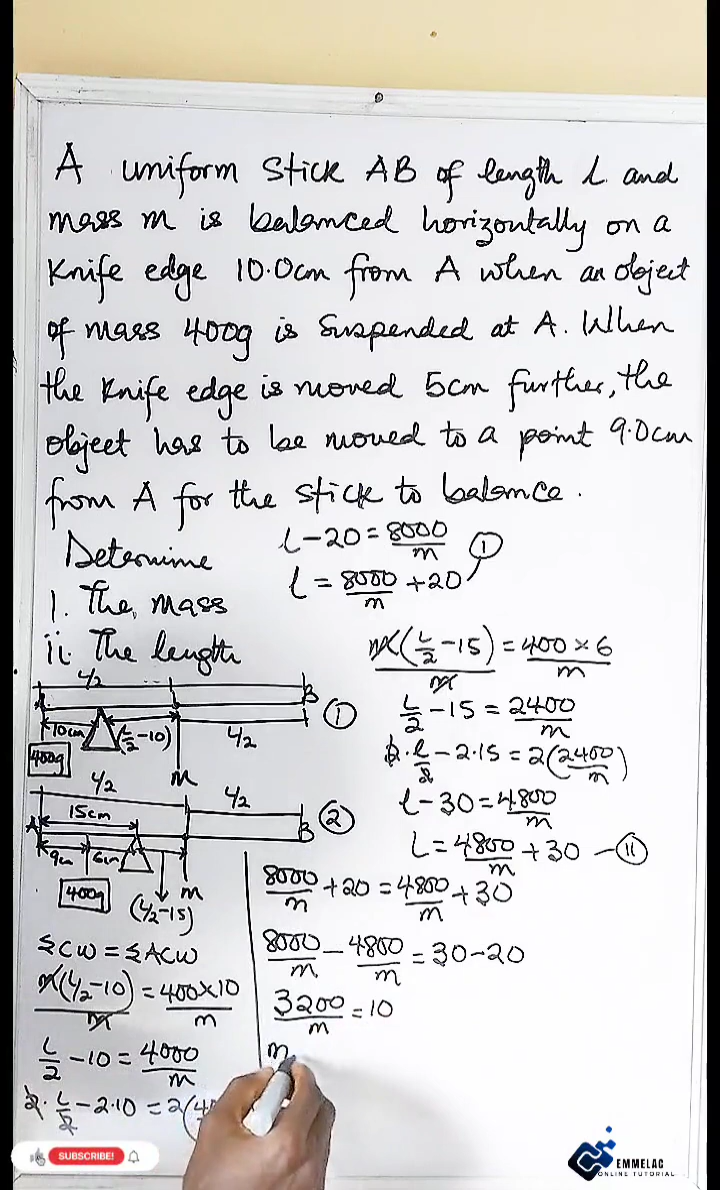 A uniform stick AB of length L and
mass m is balanced horizontally on a
Knife edge 10.0cm from A when an object
of mass 400g is suspended at A. When
the knife edge is moved 5cm further, the
object has to be moved to a point 9.0cm
from A for the stick to balance.
Determine
i. The mass
ii. The length
l-20 = 8000/m
l = 8000/m + 20 (1)
L/2
A B
10cm (L/2-10) L/2 (1)
400g
m
L/2 L/2
15cm
A B (2)
9cm 6cm
400g (L/2-15) m
ΣCW = ΣACW
m(L/2-10)/m = 400×10/m
L/2 - 10 = 4000/m
2·L/2 - 2·10 = 2(4
m(L/2-15)/m = 400×6/m
L/2 - 15 = 2400/m
2·l/2 - 2·15 = 2(2400/m)
l-30 = 4800/m
L = 4800/m + 30 - (11)
8000/m + 20 = 4800/m + 30
8000/m - 4800/m = 30-20
3200/m = 10
m
SUBSCRIBE!
EMMELAC
ONLINE TUTORIAL